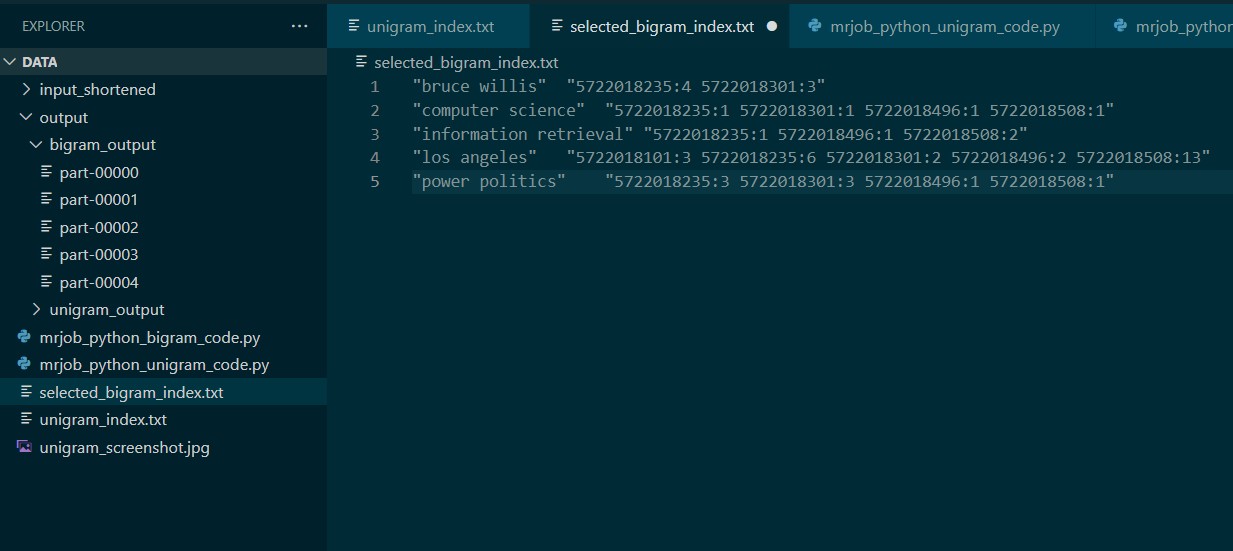 EXPLORER ···
DATA
input_shortened
output
bigram_output
part-00000
part-00001
part-00002
part-00003
part-00004
unigram_output
mrjob_python_bigram_code.py
mrjob_python_unigram_code.py
selected_bigram_index.txt
unigram_index.txt
unigram_screenshot.jpg
unigram_index.txt selected_bigram_index.txt ● mrjob_python_unigram_code.py mrjob_python
selected_bigram_index.txt
1 "bruce willis" "5722018235:4 5722018301:3"
2 "computer science" "5722018235:1 5722018301:1 5722018496:1 5722018508:1"
3 "information retrieval" "5722018235:1 5722018496:1 5722018508:2"
4 "los angeles" "5722018101:3 5722018235:6 5722018301:2 5722018496:2 5722018508:13"
5 "power politics" "5722018235:3 5722018301:3 5722018496:1 5722018508:1"